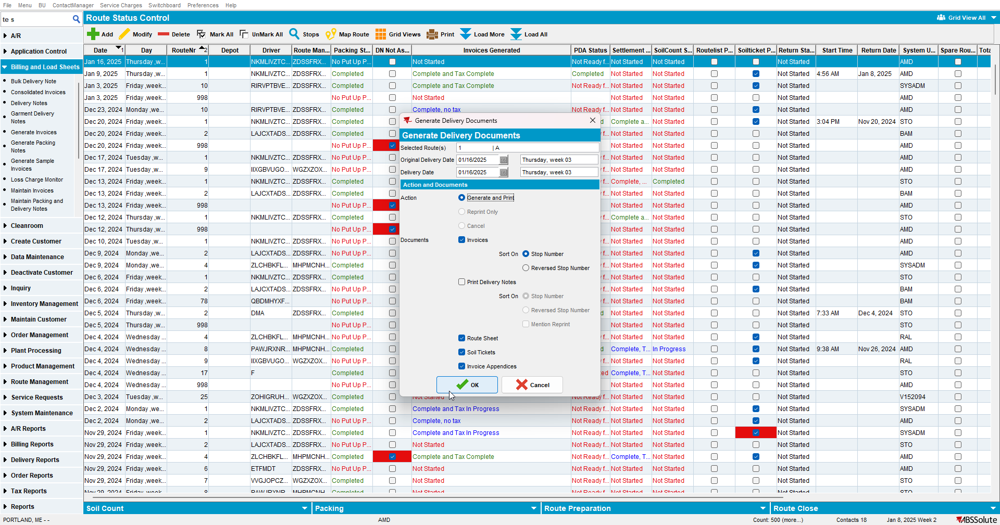 File Menu BU ContactManager Service Charges Switchboard Preferences Help
te s
Route Status Control
Grid View All
Add Modify Delete Mark All UnMark All Stops Map Route Grid Views Print Load More Load All
A/R
Application Control
Billing and Load Sheets
Bulk Delivery Note
Consolidated Invoices
Delivery Notes
Garment Delivery
Notes
Generate Invoices
Generate Packing
Notes
Generate Sample
Invoices
Loss Charge Monitor
Maintain Invoices
Maintain Packing and
Delivery Notes
Cleanroom
Create Customer
Data Maintenance
Deactivate Customer
Inquiry
Inventory Management
Maintain Customer
Order Management
Plant Processing
Product Management
Route Management
Service Requests
System Maintenance
A/R Reports
Billing Reports
Delivery Reports
Order Reports
Tax Reports
Reports
Date 1 Day RouteNr 2 Depot Driver Route Man... Packing St... DN Not As... Invoices Generated PDA Status Settlement ... SoilCount S... Routelist P... Soilticket P... Return Sta... Start Time Return Date System U... Spare Rou... Tota
Jan 16, 2025 Thursday ,w... 1 NKMLIVZTC... ZDSSFRX... No Put Up P... Not Started Not Ready f... Not Started Not Started Not Started AMD
Jan 9, 2025 Thursday ,w... 1 NKMLIVZTC... ZDSSFRX... Completed Complete and Tax Complete Completed Not Started Not Started Not Started 4:56 AM Jan 8, 2025 AMD
Jan 3, 2025 Friday ,week... 10 RIRVPTBVE... ZDSSFRX... Completed Complete and Tax Complete Not Ready f... Not Started Not Started Not Started SYSADM
Jan 3, 2025 Friday ,week... 998 No Put Up P... Not Started Not Started Not Started Not Started AMD
Dec 23, 2024 Monday ,we... 10 RIRVPTBVE... ZDSSFRX... Completed Complete, no tax Not Ready f... Not Started Not Started Not Started AMD
Dec 20, 2024 Friday ,week... 1 NKMLIVZTC... ZDSSFRX... Completed d Complete a... Not Started Not Started 3:04 PM Nov 20, 2024 STO
Dec 20, 2024 Friday ,week... 2 LAJCXTADS... ZDSSFRX... Completed f... Not Started Not Started Not Started BAM
Dec 20, 2024 Friday ,week... 998 No Put Up P... Not Started Not Started Not Started AMD
Dec 17, 2024 Tuesday ,w... 1 NKMLIVZTC... ZDSSFRX... No Put Up P... f... Not Started Not Started Not Started AMD
Dec 17, 2024 Tuesday ,w... 9 IIXGBVUGO... WGZXZOX... No Put Up P... f... Not Started Not Started Not Started AMD
Dec 13, 2024 Friday ,week... 1 NKMLIVZTC... ZDSSFRX... Completed f... Complete, ... Completed Not Started STO
Dec 13, 2024 Friday ,week... 2 LAJCXTADS... ZDSSFRX... Completed f... Not Started Not Started Not Started BAM
Dec 13, 2024 Friday ,week... 998 No Put Up P... Not Started Not Started Not Started AMD
Dec 12, 2024 Thursday ,w... 1 NKMLIVZTC... ZDSSFRX... Completed f... Complete a... Not Started Not Started STO
Dec 12, 2024 Thursday ,w... 998 No Put Up P... Not Started Not Started Not Started AMD
Dec 10, 2024 Tuesday ,w... 1 NKMLIVZTC... ZDSSFRX... Completed f... Not Started Not Started Not Started AMD
Dec 9, 2024 Monday ,we... 2 LAJCXTADS... ZDSSFRX... No Put Up P... f... Not Started Not Started Not Started AMD
Dec 9, 2024 Monday ,we... 4 ZLCHBKFL... MHPMCNH... Completed f... Not Started Not Started Not Started SYSADM
Dec 6, 2024 Friday ,week... 1 NKMLIVZTC... ZDSSFRX... Completed f... Not Started Not Started Not Started STO
Dec 6, 2024 Friday ,week... 2 LAJCXTADS... ZDSSFRX... No Put Up P... f... Not Started Not Started Not Started BAM
Dec 6, 2024 Friday ,week... 78 QBDMHYXF... No Put Up P... f... Not Started Not Started Not Started BAM
Dec 5, 2024 Thursday ,w... 2 DMA ZDSSFRX... Completed d Not Started Not Started Not Started 7:33 AM Dec 4, 2024 STO
Dec 5, 2024 Thursday ,w... 998 No Put Up P... Not Started Not Started Not Started STO
Dec 4, 2024 Wednesday ... 4 ZLCHBKFL... MHPMCNH... No Put Up P... f... Not Started Not Started Not Started RAL
Dec 4, 2024 Wednesday ... 8 PAWJRXNR... MHPMCNH... Completed d Complete, T... In Progress Not Started 9:38 AM Nov 26, 2024 AMD
Dec 4, 2024 Wednesday ... 9 IIXGBVUGO... WGZXZOX... No Put Up P... f... Not Started Not Started Not Started RAL
Dec 4, 2024 Wednesday ... 17 F Completed ed Complete, T... Not Started Not Started STO
Dec 4, 2024 Wednesday ... 998 No Put Up P... Not Started Not Started Not Started AMD
Dec 3, 2024 Tuesday ,w... 25 ZOHIGRUH... WGZXZOX... Completed Not Started Not Ready f... Not Started Not Started Not Started V152094
Dec 2, 2024 Monday ,we... 1 NKMLIVZTC... ZDSSFRX... Completed Complete and Tax In Progress Not Ready f... Not Started Not Started Not Started SYSADM
Dec 2, 2024 Monday ,we... 2 LAJCXTADS... ZDSSFRX... No Put Up P... Complete, no tax Not Ready f... Not Started Not Started Not Started AMD
Nov 29, 2024 Friday ,week... 1 NKMLIVZTC... ZDSSFRX... Completed Complete and Tax In Progress Not Ready f... Not Started Not Started Not Started SYSADM
Nov 29, 2024 Friday ,week... 2 LAJCXTADS... ZDSSFRX... No Put Up P... Not Started Not Ready f... Not Started Not Started Not Started STO
Nov 29, 2024 Friday ,week... 4 ZLCHBKFL... MHPMCNH... Completed Complete and Tax Complete Not Ready f... Complete, T... Not Started Not Started AMD
Nov 29, 2024 Friday ,week... 6 ETFMDT ZDSSFRX... No Put Up P... Not Started Not Ready f... Not Started Not Started Not Started AMD
Nov 29, 2024 Friday ,week... 7 VVGJOPCZ... WGZXZOX... Completed Not Started Not Ready f... Not Started Not Started Not Started STO
Nov 29, 2024 Friday ,week... 8 PAWJRXNR... MHPMCNH... Completed Not Started Not Ready f... Not Started Not Started Not Started STO
Generate Delivery Documents
Generate Delivery Documents
Selected Route(s) 1 | A
Original Delivery Date 01/16/2025 Thursday, week 03
Delivery Date 01/16/2025 Thursday, week 03
Action and Documents
Action Generate and Print
Reprint Only
Cancel
Documents Invoices
Sort On Stop Number
Reversed Stop Number
Print Delivery Notes
Sort On Stop Number
Reversed Stop Number
Mention Reprint
Route Sheet
Soil Tickets
Invoice Appendices
OK Cancel
Soil Count Packing Route Preparation Route Close
PORTLAND, ME - - AMD Count: 500 (more...) Contacts 18 Jan 8, 2025 Week 2 ABSSolute